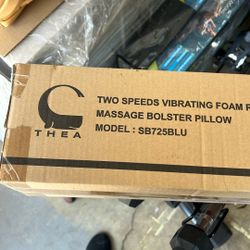 THEA
TWO SPEEDS VIBRATING FOAM R
MASSAGE BOLSTER PILLOW
MODEL : SB725BLU